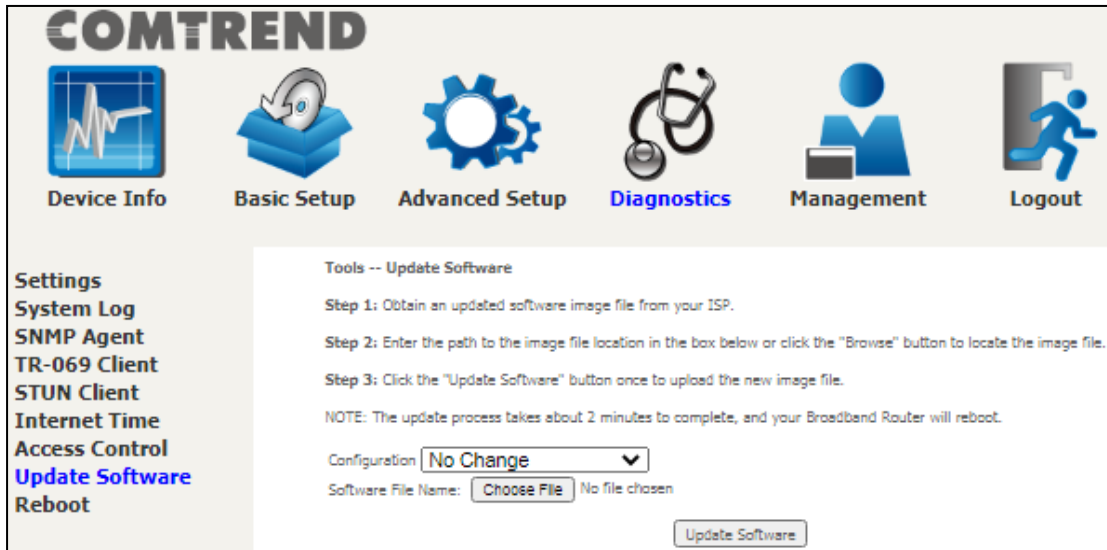 COMTREND
Device Info
Basic Setup
Advanced Setup
Diagnostics
Management
Logout
Settings
System Log
SNMP Agent
TR-069 Client
STUN Client
Internet Time
Access Control
Update Software
Reboot
Tools -- Update Software
Step 1: Obtain an updated software image file from your ISP.
Step 2: Enter the path to the image file location in the box below or click the "Browse" button to locate the image file.
Step 3: Click the "Update Software" button once to upload the new image file.
NOTE: The update process takes about 2 minutes to complete, and your Broadband Router will reboot.
Configuration No Change
Software File Name: Choose File No file chosen
Update Software